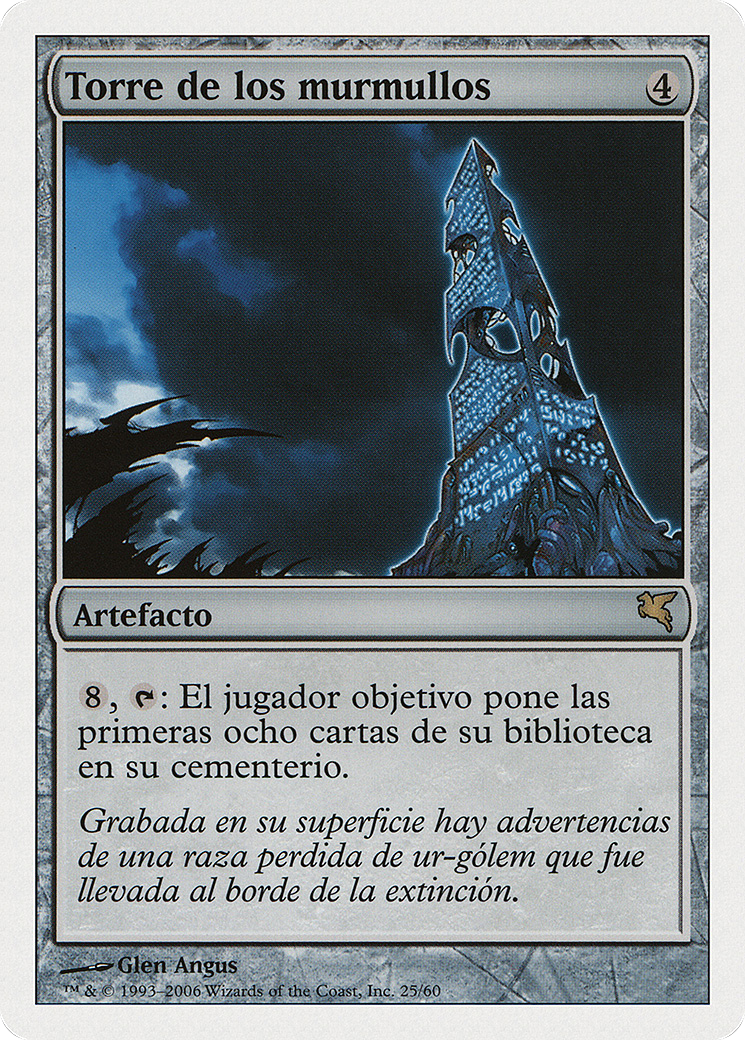 Torre de los murmullos 4
Artefacto
8, : El jugador objetivo pone las
primeras ocho cartas de su biblioteca
en su cementerio.
Grabada en su superficie hay advertencias
de una raza perdida de ur-gólem que fue
llevada al borde de la extinción.
Glen Angus
™ & © 1993–2006 Wizards of the Coast, Inc. 25/60